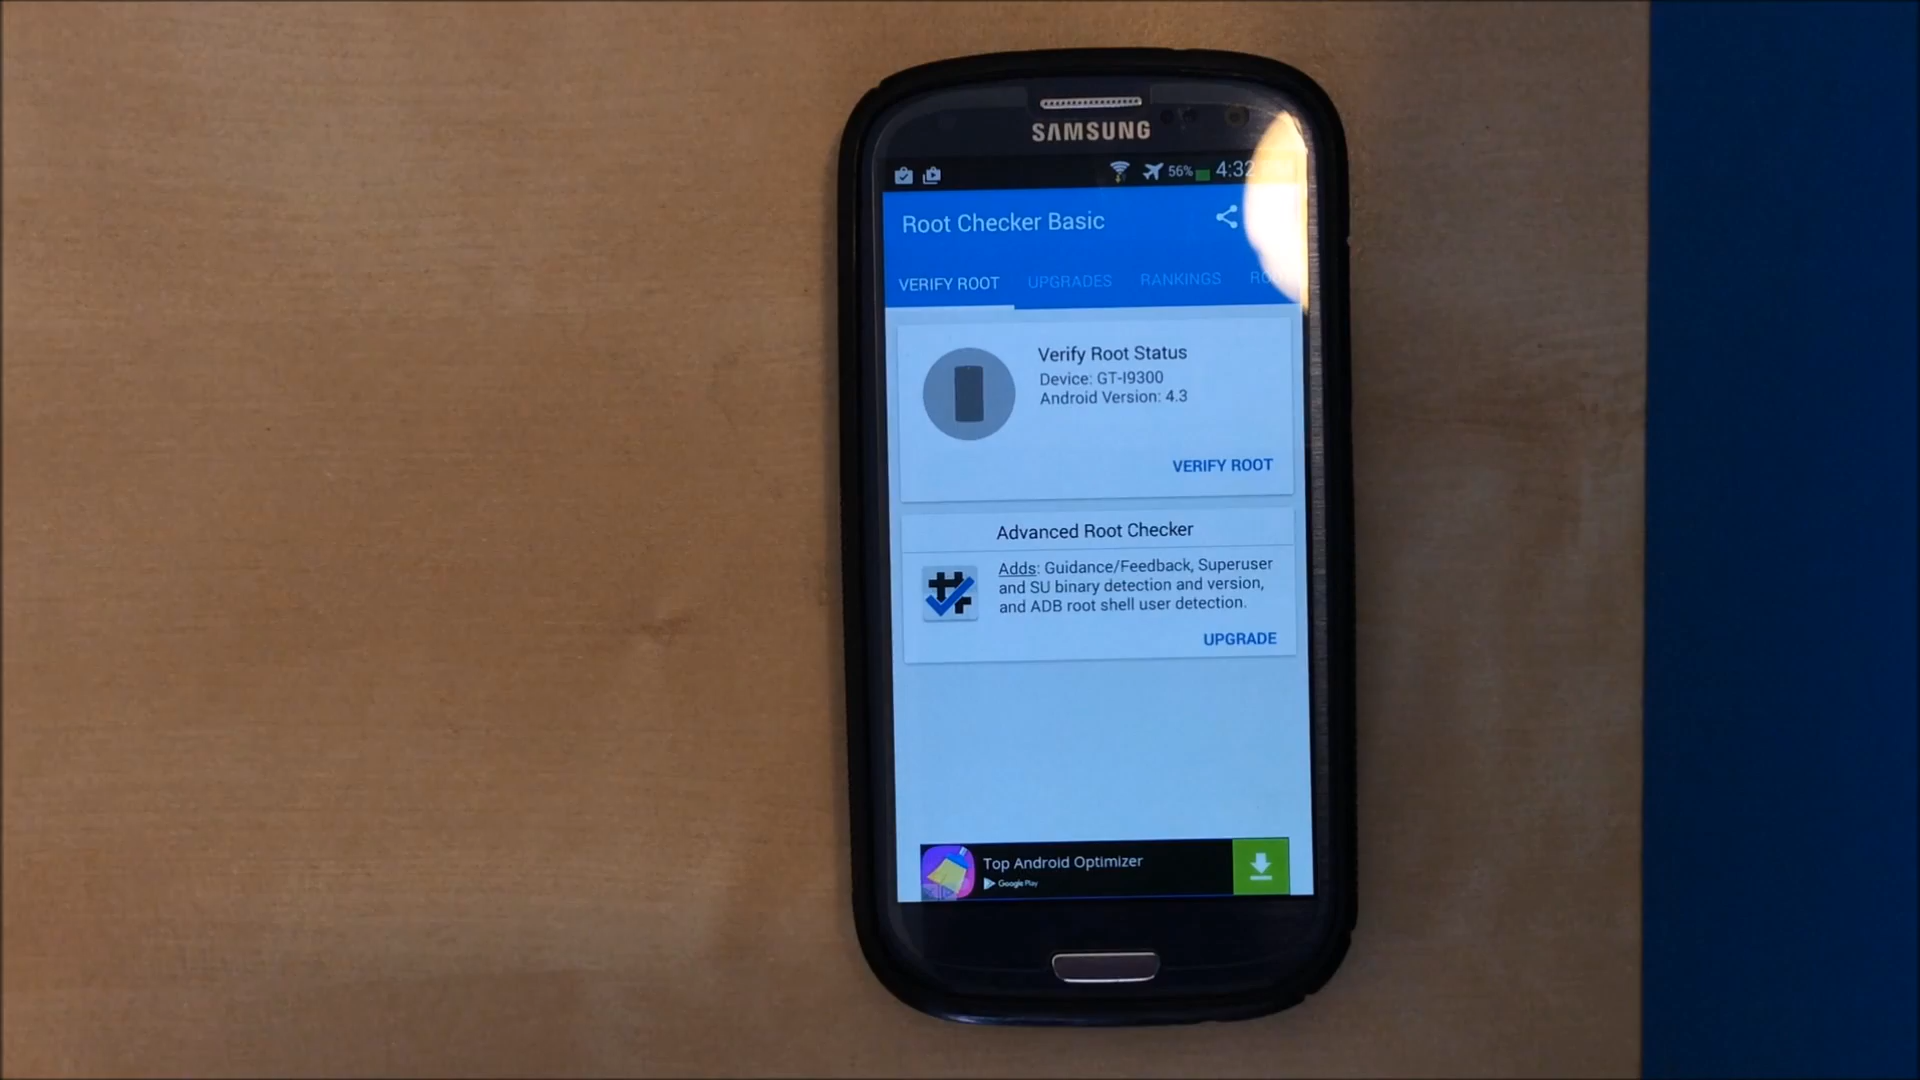 SAMSUNG
56% 4:32
Root Checker Basic
VERIFY ROOT UPGRADES RANKINGS
Verify Root Status
Device: GT-I9300
Android Version: 4.3
VERIFY ROOT
Advanced Root Checker
Adds: Guidance/Feedback, Superuser
and SU binary detection and version,
and ADB root shell user detection.
UPGRADE
Top Android Optimizer
Google Play